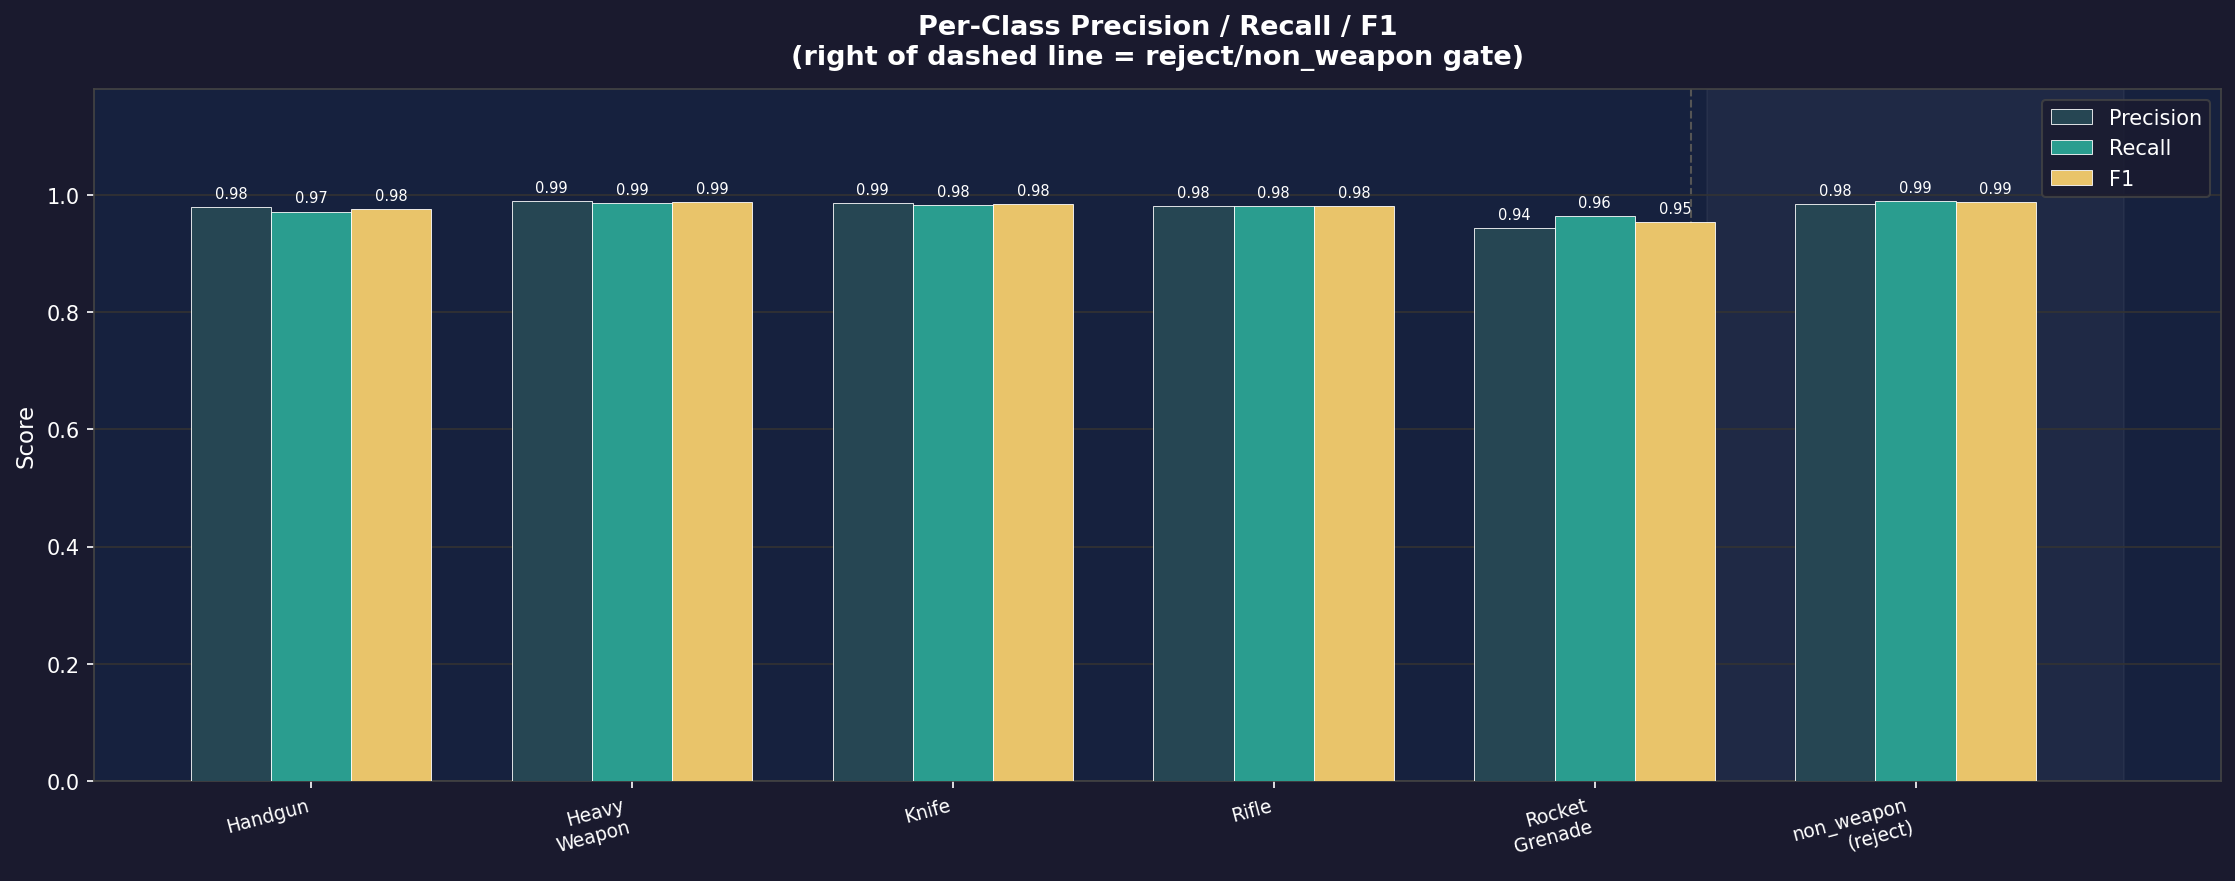 Per-Class Precision / Recall / F1
(right of dashed line = reject/non_weapon gate)
Precision
Recall
F1
Score
1.0
0.8
0.6
0.4
0.2
0.0
0.98
0.97
0.98
0.99
0.99
0.99
0.99
0.98
0.98
0.98
0.98
0.98
0.94
0.96
0.95
0.98
0.99
0.99
Handgun
Heavy
Weapon
Knife
Rifle
Rocket
Grenade
non_weapon
(reject)